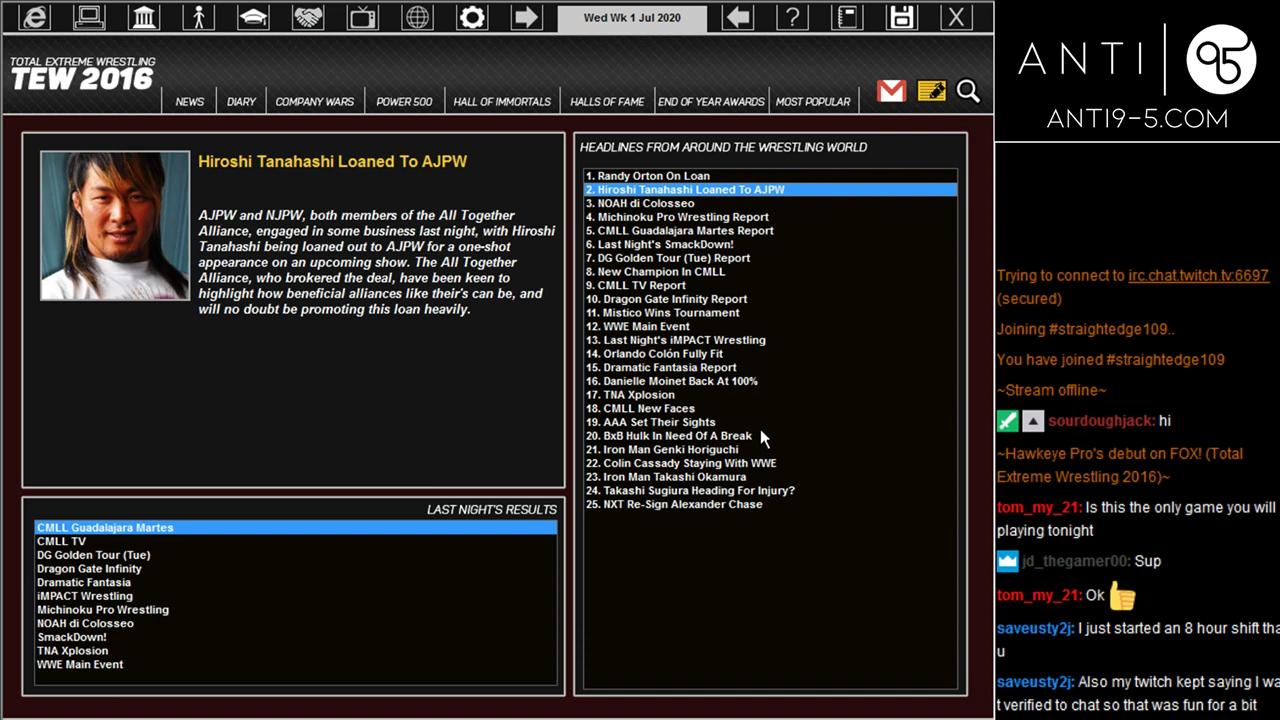 Wed Wk 1 Jul 2020
TOTAL EXTREME WRESTLING
TEW 2016
NEWS
DIARY
COMPANY WARS
POWER 500
HALL OF IMMORTALS
HALLS OF FAME
END OF YEAR AWARDS
MOST POPULAR
Hiroshi Tanahashi Loaned To AJPW
AJPW and NJPW, both members of the All Together
Alliance, engaged in some business last night, with Hiroshi
Tanahashi being loaned out to AJPW for a one-shot
appearance on an upcoming show. The All Together
Alliance, who brokered the deal, have been keen to
highlight how beneficial alliances like their's can be, and
will no doubt be promoting this loan heavily.
LAST NIGHT'S RESULTS
CMLL Guadalajara Martes
CMLL TV
DG Golden Tour (Tue)
Dragon Gate Infinity
Dramatic Fantasia
iMPACT Wrestling
Michinoku Pro Wrestling
NOAH di Colosseo
SmackDown!
TNA Xplosion
WWE Main Event
HEADLINES FROM AROUND THE WRESTLING WORLD
1. Randy Orton On Loan
2. Hiroshi Tanahashi Loaned To AJPW
3. NOAH di Colosseo
4. Michinoku Pro Wrestling Report
5. CMLL Guadalajara Martes Report
6. Last Night's SmackDown!
7. DG Golden Tour (Tue) Report
8. New Champion In CMLL
9. CMLL TV Report
10. Dragon Gate Infinity Report
11. Mistico Wins Tournament
12. WWE Main Event
13. Last Night's iMPACT Wrestling
14. Orlando Colón Fully Fit
15. Dramatic Fantasia Report
16. Danielle Moinet Back At 100%
17. TNA Xplosion
18. CMLL New Faces
19. AAA Set Their Sights
20. BxB Hulk In Need Of A Break
21. Iron Man Genki Horiguchi
22. Colin Cassady Staying With WWE
23. Iron Man Takashi Okamura
24. Takashi Sugiura Heading For Injury?
25. NXT Re-Sign Alexander Chase
ANTI 95
ANTI9-5.COM
Trying to connect to irc.chat.twitch.tv:6697
(secured)
Joining #straightedge109..
You have joined #straightedge109
~Stream offline~
sourdoughjack: hi
~Hawkeye Pro's debut on FOX! (Total
Extreme Wrestling 2016)~
tom_my_21: Is this the only game you will
playing tonight
jd_thegamer00: Sup
tom_my_21: Ok
saveusty2j: I just started an 8 hour shift tha
u
saveusty2j: Also my twitch kept saying I wa
t verified to chat so that was fun for a bit